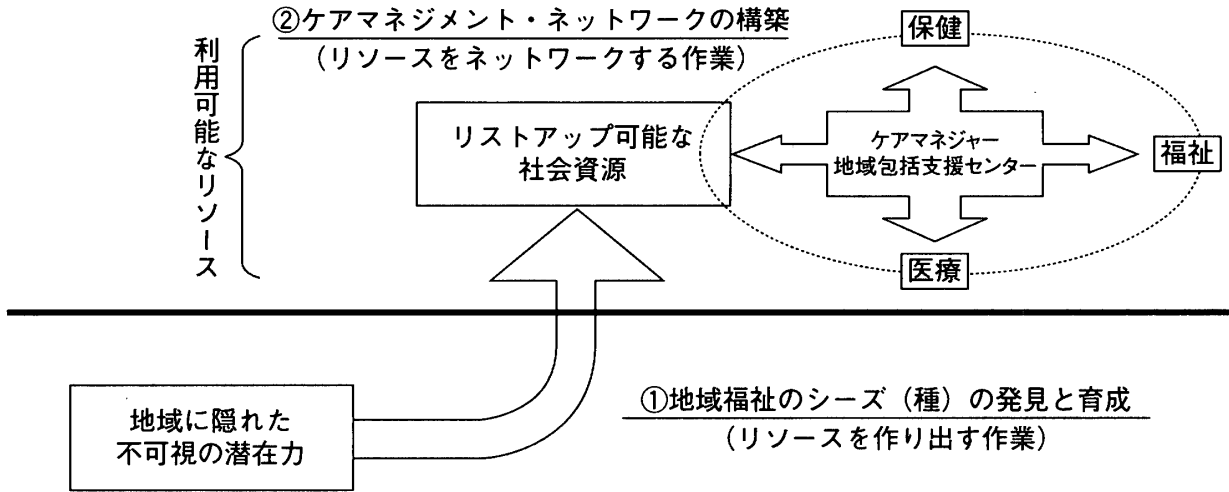 ②ケアマネジメント・ネットワークの構築
(リソースをネットワークする作業)
利用可能なリソース
保健
リストアップ可能な
社会資源
ケアマネジャー
地域包括支援センター
福祉
医療
地域に隠れた
不可視の潜在力
①地域福祉のシーズ(種)の発見と育成
(リソースを作り出す作業)